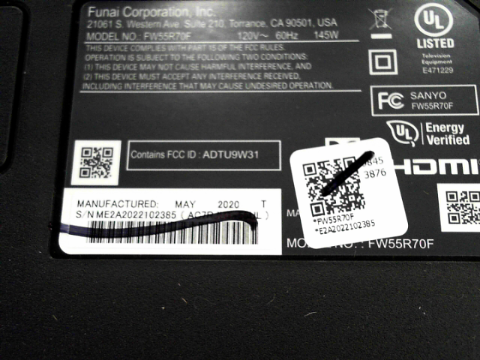 Funai Corporation, Inc.
21061 S. Western Ave. Suite 210, Torrance, CA 90501, USA
MODEL NO.: FW55R70F 120V~ 60Hz 145W
THIS DEVICE COMPLIES WITH PART 15 OF THE FCC RULES.
OPERATION IS SUBJECT TO THE FOLLOWING TWO CONDITIONS:
(1) THIS DEVICE MAY NOT CAUSE HARMFUL INTERFERENCE, AND
(2) THIS DEVICE MUST ACCEPT ANY INTERFERENCE RECEIVED,
INCLUDING INTERFERENCE THAT MAY CAUSE UNDESIRED OPERATION.
UL
LISTED
Television
Equipment
E471229
FC SANYO
FW55R70F
UL Energy
Verified
Contains FCC ID : ADTU9W31
HDMI
MANUFACTURED: MAY 2020 T
S/N ME2A2022102385
3845
3876
*FW55R70F
*E2A2022102385
MODEL NO.: FW55R70F